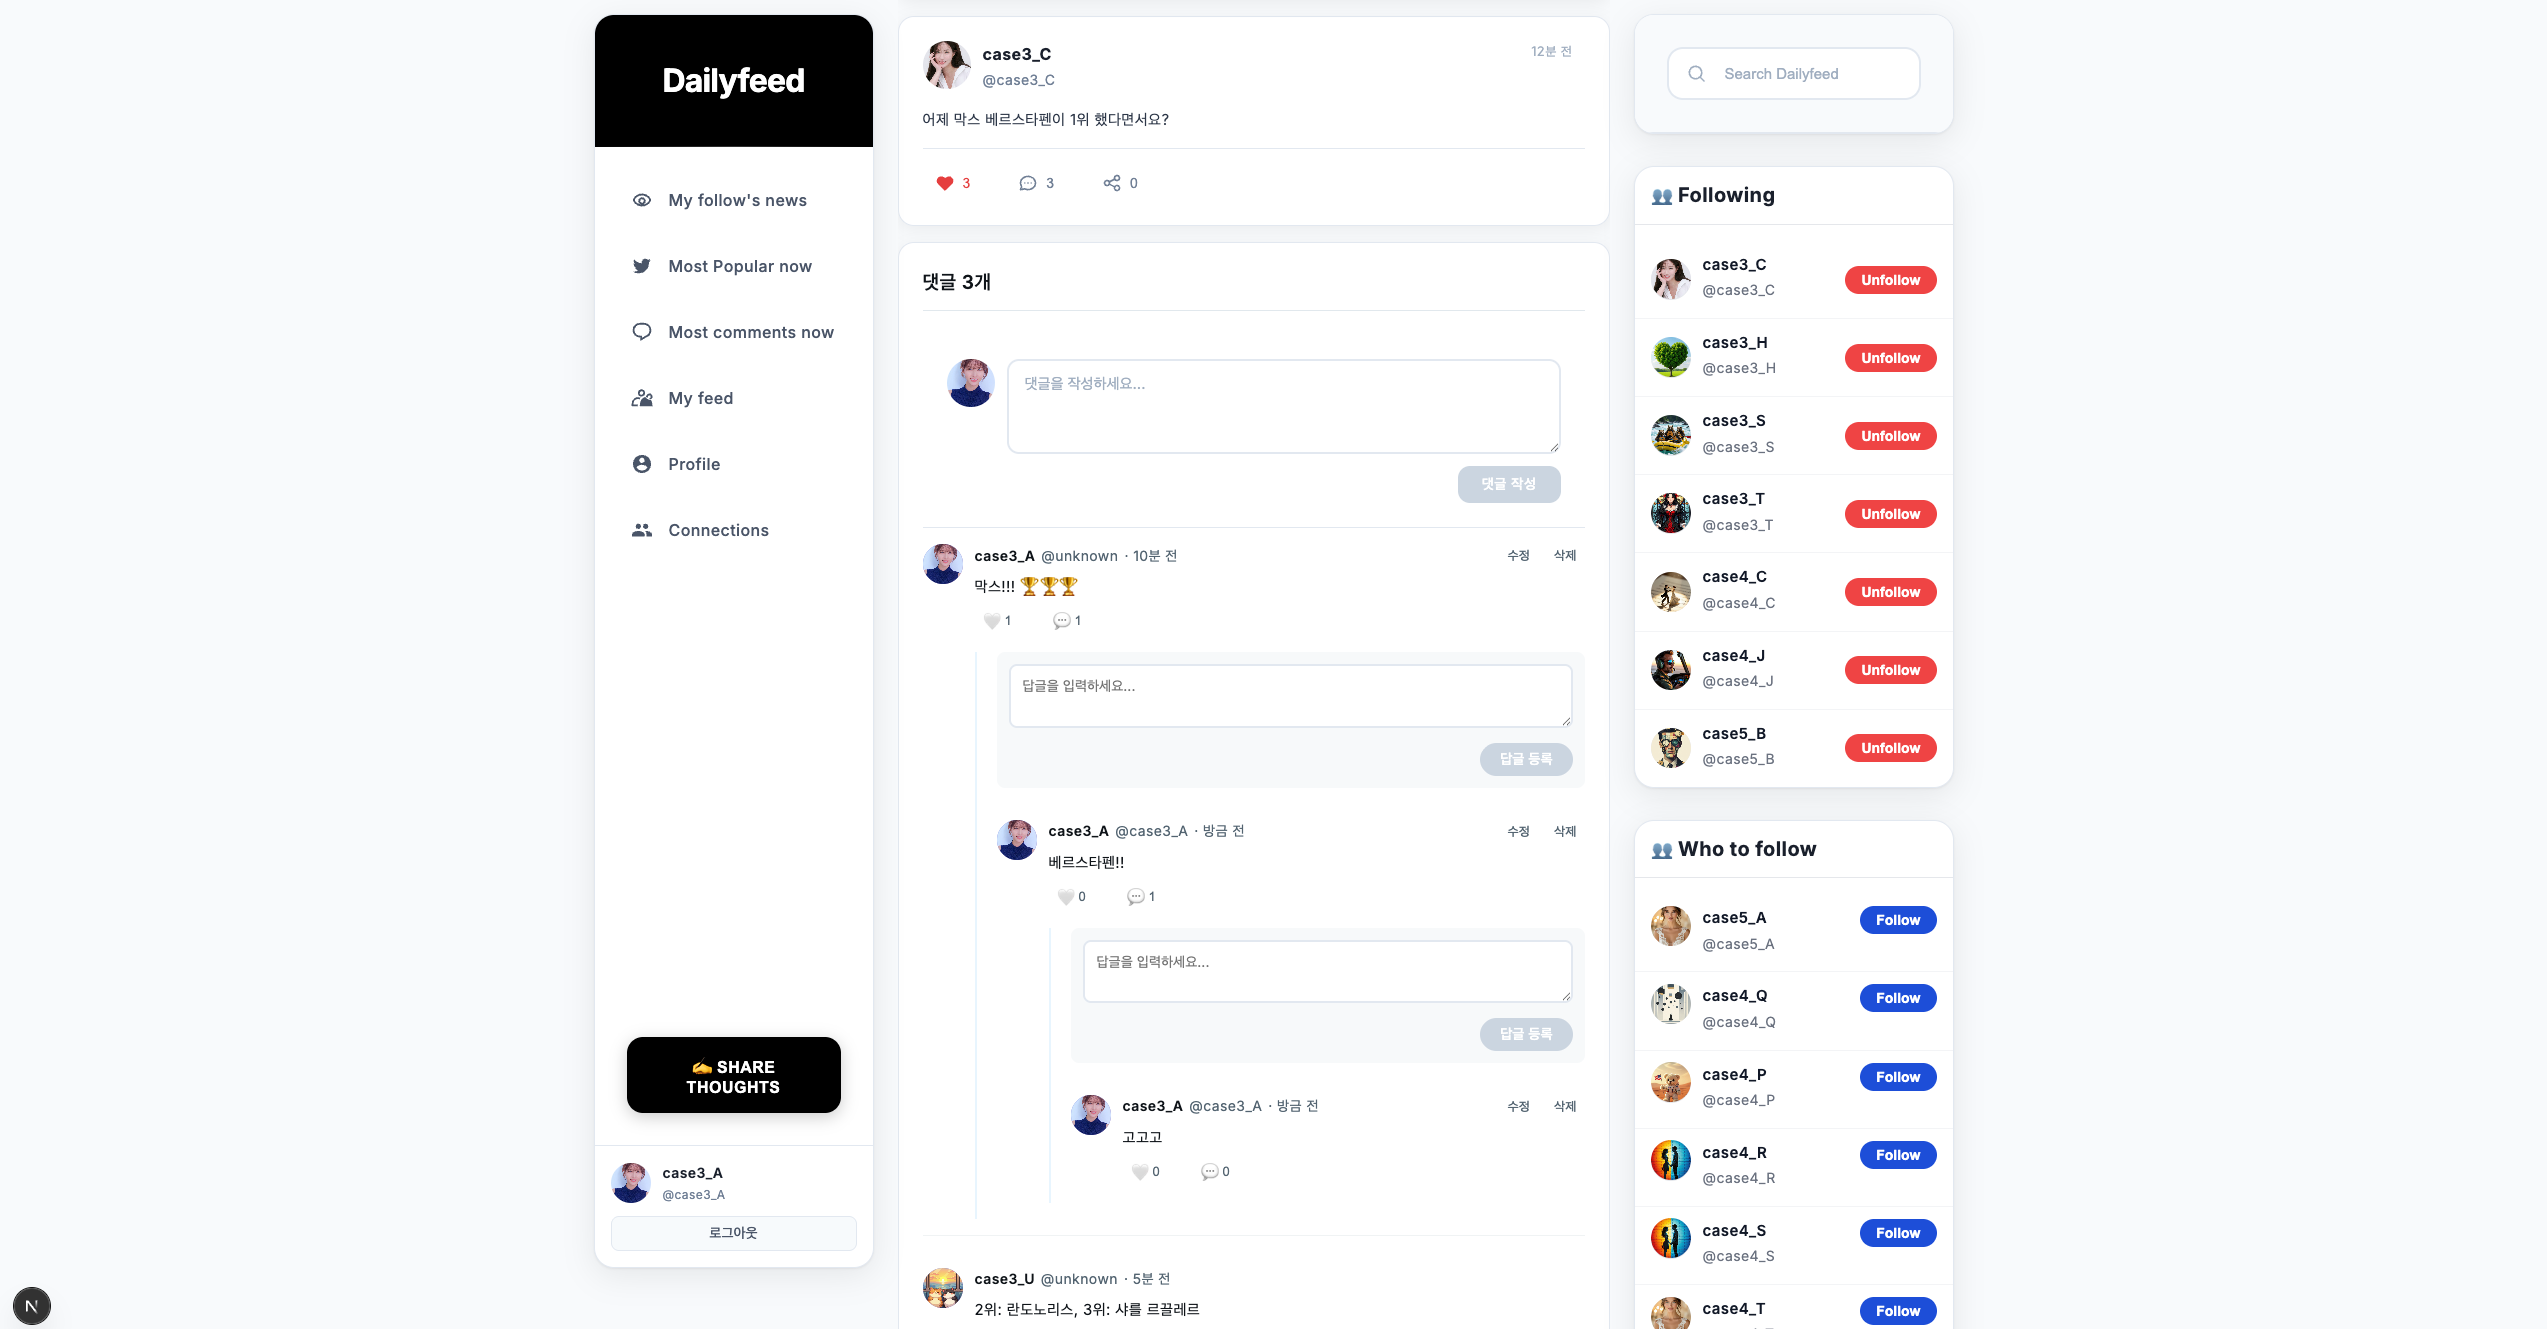 Dailyfeed
My follow's news
Most Popular now
Most comments now
My feed
Profile
Connections
✍️ SHARE
THOUGHTS
case3_A
@case3_A
로그아웃
case3_C
12분 전
@case3_C
어제 막스 베르스타펜이 1위 했다면서요?
3 3 0
댓글 3개
댓글을 작성하세요...
댓글 작성
case3_A @unknown · 10분 전 수정 삭제
막스!!! 🏆🏆🏆
🤍 1 💬 1
답글을 입력하세요...
답글 등록
case3_A @case3_A · 방금 전 수정 삭제
베르스타펜!!
🤍 0 💬 1
답글을 입력하세요...
답글 등록
case3_A @case3_A · 방금 전 수정 삭제
고고고
🤍 0 💬 0
case3_U @unknown · 5분 전
2위: 란도노리스, 3위: 샤를 르끌레르
Search Dailyfeed
👥 Following
case3_C
@case3_C
Unfollow
case3_H
@case3_H
Unfollow
case3_S
@case3_S
Unfollow
case3_T
@case3_T
Unfollow
case4_C
@case4_C
Unfollow
case4_J
@case4_J
Unfollow
case5_B
@case5_B
Unfollow
👥 Who to follow
case5_A
@case5_A
Follow
case4_Q
@case4_Q
Follow
case4_P
@case4_P
Follow
case4_R
@case4_R
Follow
case4_S
@case4_S
Follow
case4_T
Follow
N